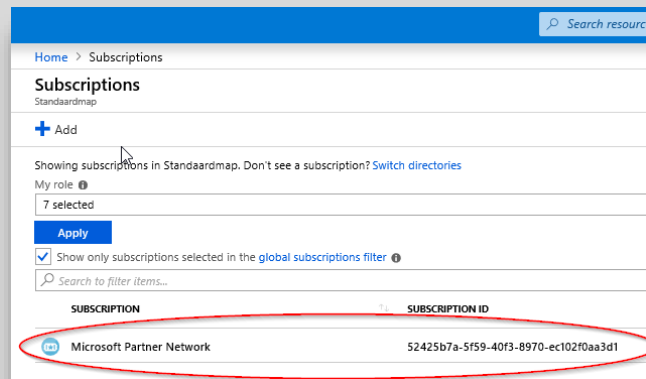 Search resourc
Home > Subscriptions
Subscriptions
Standaardmap
+ Add
Showing subscriptions in Standaardmap. Don't see a subscription? Switch directories
My role
7 selected
Apply
Show only subscriptions selected in the global subscriptions filter
Search to filter items...
SUBSCRIPTION SUBSCRIPTION ID
Microsoft Partner Network 52425b7a-5f59-40f3-8970-ec102f0aa3d1